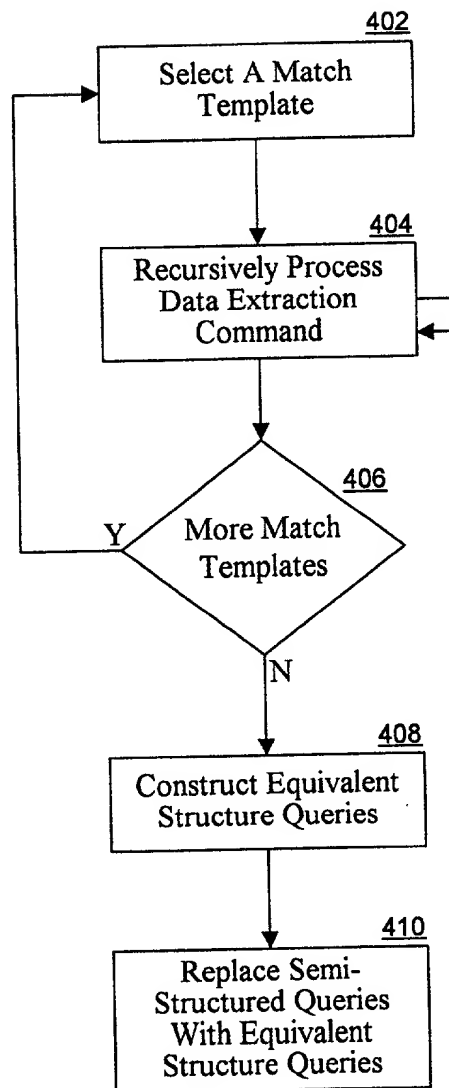 402
Select A Match
Template
404
Recursively Process
Data Extraction
Command
406
More Match
Templates
Y
N
408
Construct Equivalent
Structure Queries
410
Replace Semi-
Structured Queries
With Equivalent
Structure Queries